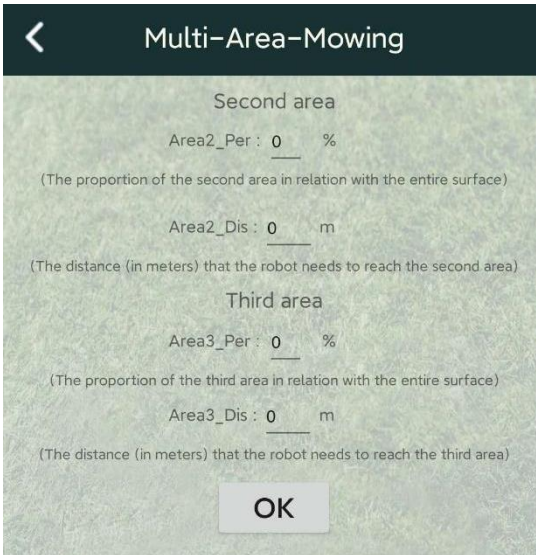 Multi-Area-Mowing
Second area
Area2_Per : 0 %
(The proportion of the second area in relation with the entire surface)
Area2_Dis : 0 m
(The distance (in meters) that the robot needs to reach the second area)
Third area
Area3_Per : 0 %
(The proportion of the third area in relation with the entire surface)
Area3_Dis : 0 m
(The distance (in meters) that the robot needs to reach the third area)
OK